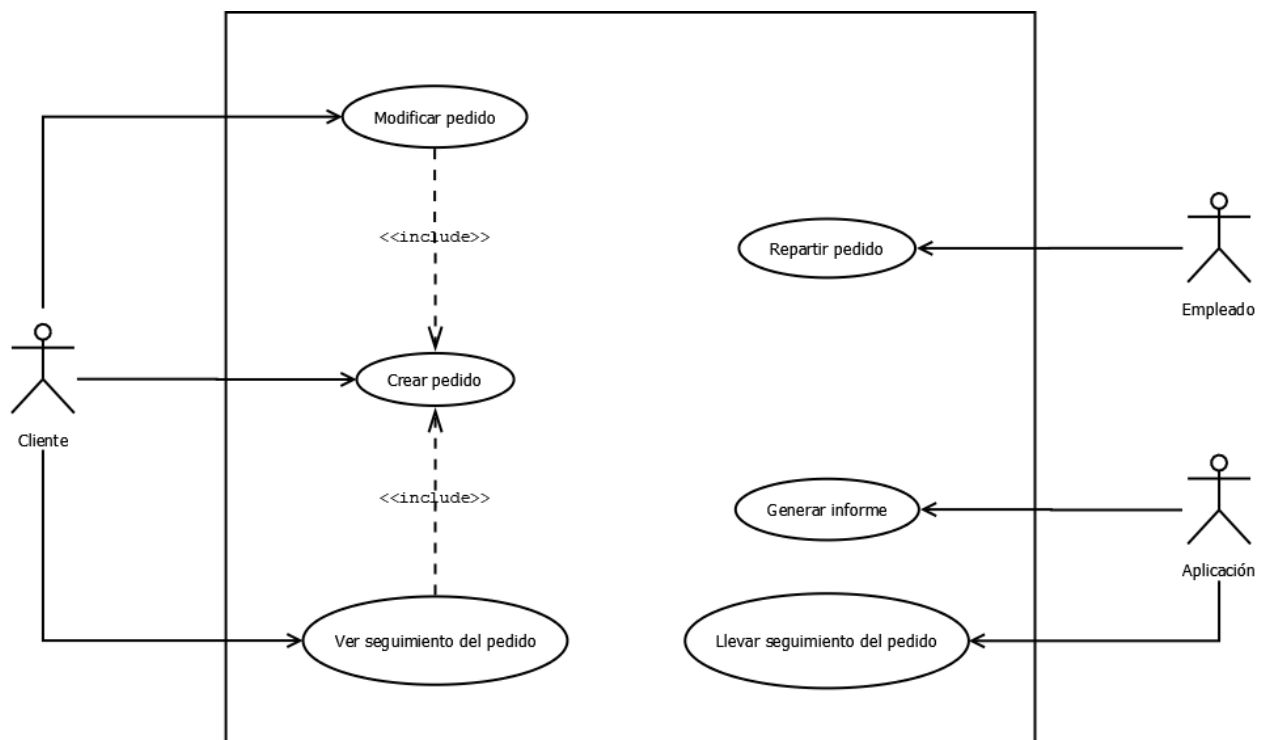 Modificar pedido
<<include>>
Repartir pedido
Empleado
Crear pedido
Cliente
<<include>>
Generar informe
Aplicación
Ver seguimiento del pedido
Llevar seguimiento del pedido